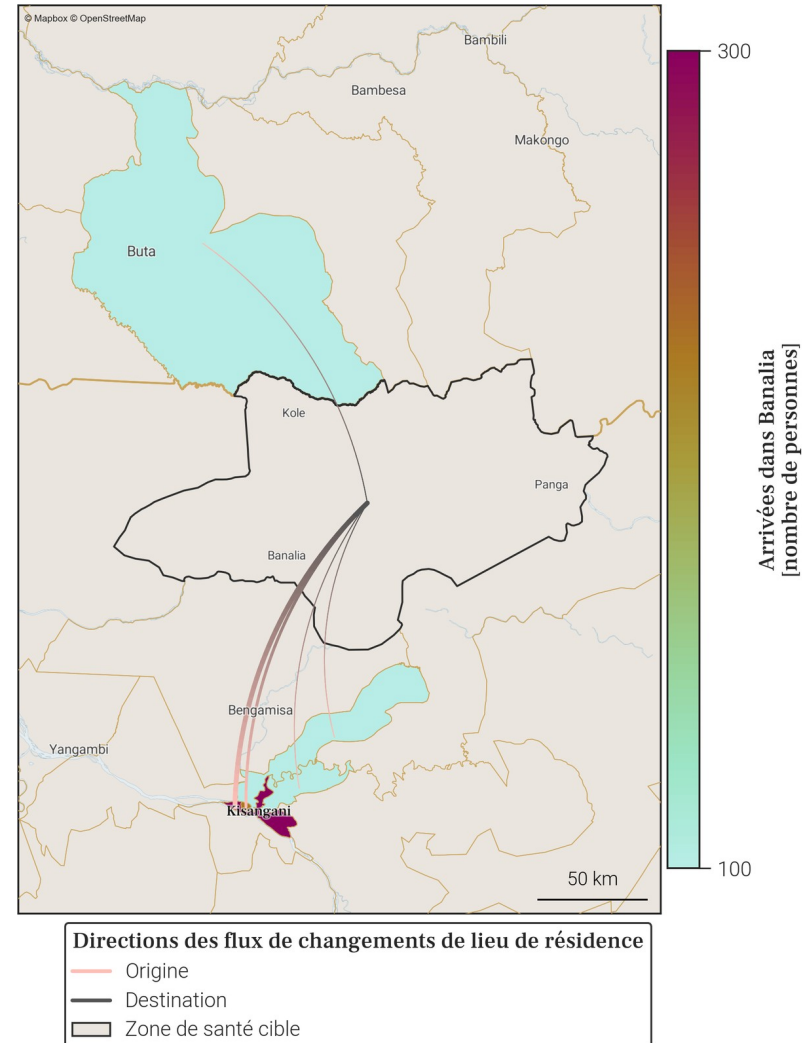 © Mapbox © OpenStreetMap
Bambili
Bambesa
Makongo
Buta
Kole
Panga
Banalia
Bengamisa
Yangambi
Kisangani
50 km
300
100
Arrivées dans Banalia
[nombre de personnes]
Directions des flux de changements de lieu de résidence
Origine
Destination
Zone de santé cible